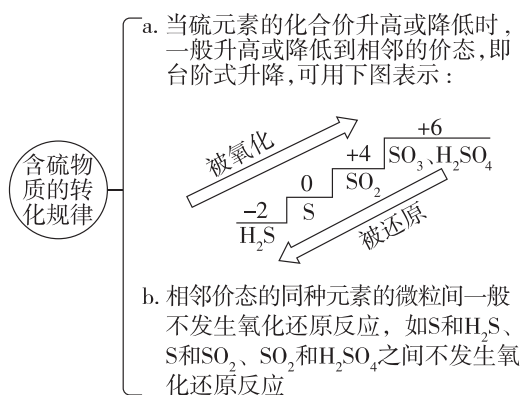 a. 当硫元素的化合价升高或降低时，
一般升高或降低到相邻的价态，即
台阶式升降，可用下图表示：
被氧化
+6
+4
SO₃、H₂SO₄
0
SO₂
-2
S
H₂S
被还原
含硫物
质的转
化规律
b. 相邻价态的同种元素的微粒间一般
不发生氧化还原反应，如S和H₂S、
S和SO₂、SO₂和H₂SO₄之间不发生氧
化还原反应